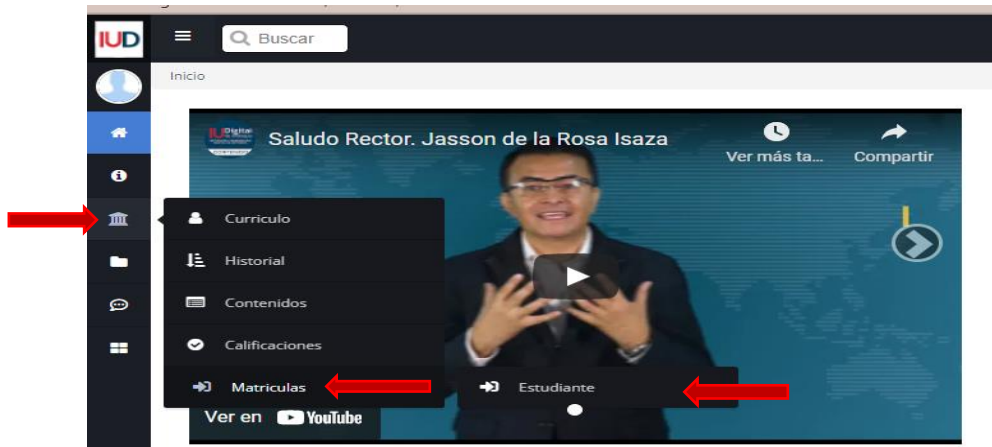 IUD
Buscar
Inicio
IUDigital
Saludo Rector. Jasson de la Rosa Isaza
Ver más ta...
Compartir
Curriculo
Historial
Contenidos
Calificaciones
Matriculas
Estudiante
Ver en YouTube